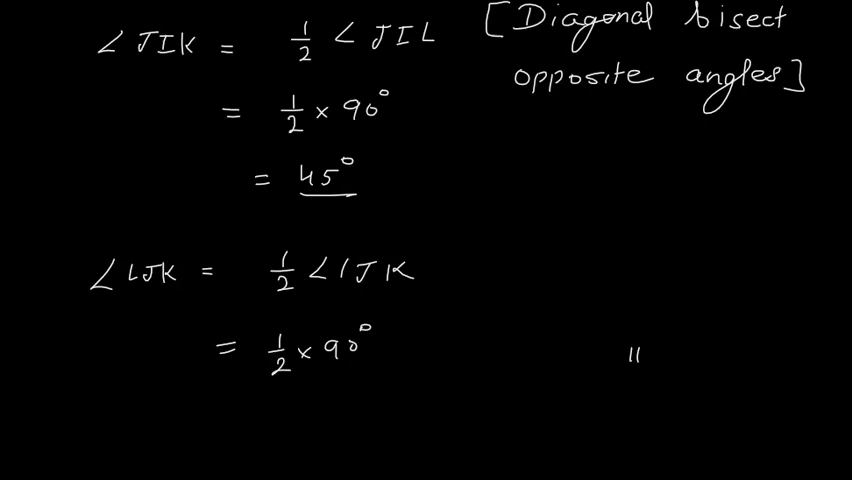 ∠JIK = 1/2 ∠JIL [Diagonal bisect
opposite angles]
= 1/2 × 90°
= 45°
∠LJK = 1/2 ∠IJK
= 1/2 × 90°
"